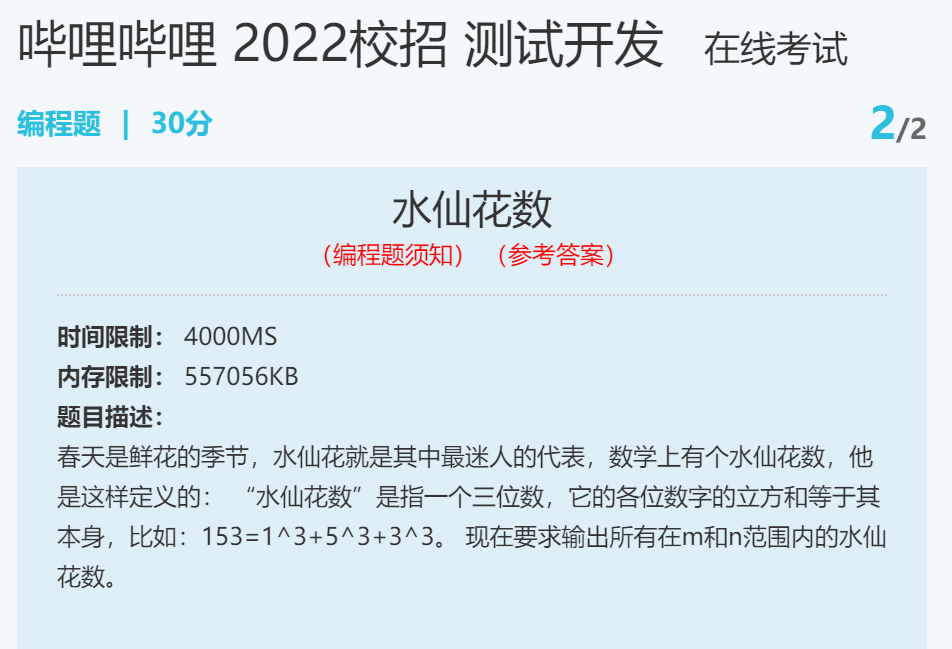 哔哩哔哩 2022校招 测试开发 在线考试
编程题 | 30分
2/2
水仙花数
（编程题须知） （参考答案）
时间限制： 4000MS
内存限制： 557056KB
题目描述：
春天是鲜花的季节，水仙花就是其中最迷人的代表，数学上有个水仙花数，他
是这样定义的： “水仙花数”是指一个三位数，它的各位数字的立方和等于其
本身，比如：153=1^3+5^3+3^3。 现在要求输出所有在m和n范围内的水仙
花数。